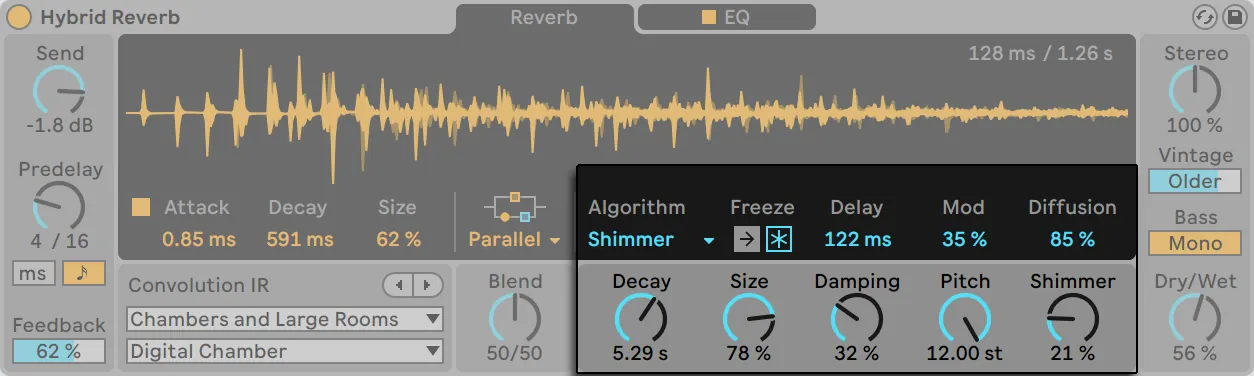 Hybrid Reverb
Reverb
EQ
Send
-1.8 dB
Predelay
4 / 16
ms
Feedback
62 %
128 ms / 1.26 s
Attack Decay Size
0.85 ms 591 ms 62 %
Parallel
Algorithm Freeze Delay Mod Diffusion
Shimmer 122 ms 35 % 85 %
Convolution IR
Chambers and Large Rooms
Digital Chamber
Blend
50/50
Decay Size Damping Pitch Shimmer
5.29 s 78 % 32 % 12.00 st 21 %
Stereo
100 %
Vintage
Older
Bass
Mono
Dry/Wet
56 %